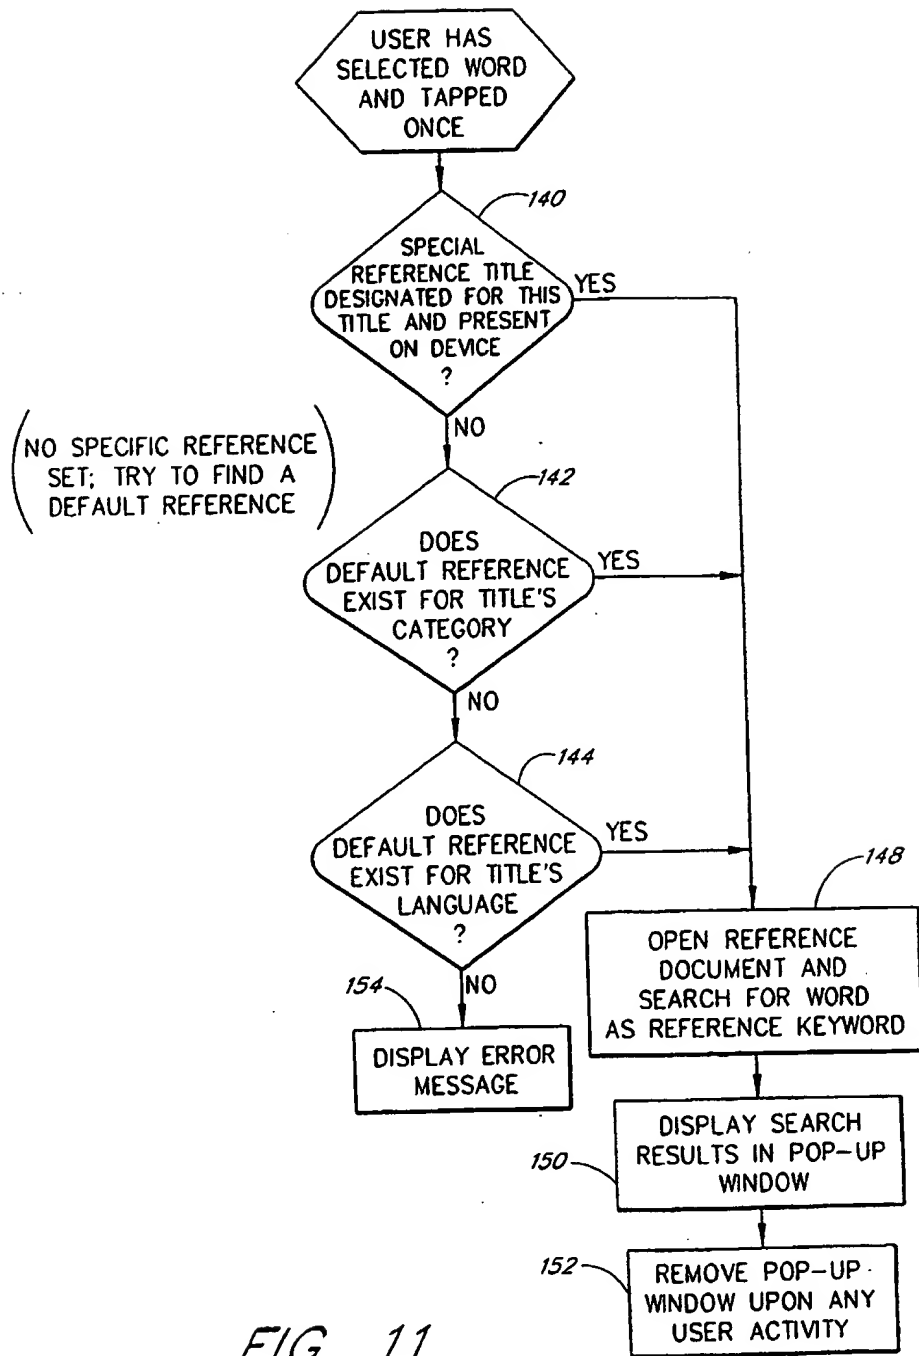 USER HAS
SELECTED WORD
AND TAPPED
ONCE
140
SPECIAL
REFERENCE TITLE
DESIGNATED FOR THIS
TITLE AND PRESENT
ON DEVICE
?
YES
NO
(NO SPECIFIC REFERENCE
SET; TRY TO FIND A
DEFAULT REFERENCE)
142
DOES
DEFAULT REFERENCE
EXIST FOR TITLE'S
CATEGORY
?
YES
NO
144
DOES
DEFAULT REFERENCE
EXIST FOR TITLE'S
LANGUAGE
?
YES
NO
154
DISPLAY ERROR
MESSAGE
148
OPEN REFERENCE
DOCUMENT AND
SEARCH FOR WORD
AS REFERENCE KEYWORD
150
DISPLAY SEARCH
RESULTS IN POP-UP
WINDOW
152
REMOVE POP-UP
WINDOW UPON ANY
USER ACTIVITY
FIG. 11